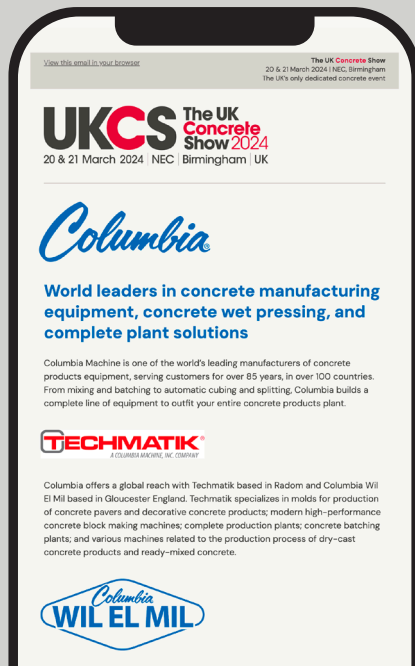 View this email in your browser
The UK Concrete Show
20 & 21 March 2024 | NEC, Birmingham
The UK's only dedicated concrete event
UKCS The UK
Concrete
Show 2024
20 & 21 March 2024 | NEC | Birmingham | UK
Columbia®
World leaders in concrete manufacturing
equipment, concrete wet pressing, and
complete plant solutions
Columbia Machine is one of the world's leading manufacturers of concrete
products equipment, serving customers for over 85 years, in over 100 countries.
From mixing and batching to automatic cubing and splitting, Columbia builds a
complete line of equipment to outfit your entire concrete products plant.
TECHMATIK®
A COLUMBIA MACHINE, INC. COMPANY
Columbia offers a global reach with Techmatik based in Radom and Columbia Wil
El Mil based in Gloucester England. Techmatik specializes in molds for production
of concrete pavers and decorative concrete products; modern high-performance
concrete block making machines; complete production plants; concrete batching
plants; and various machines related to the production process of dry-cast
concrete products and ready-mixed concrete.
Columbia
WIL EL MIL